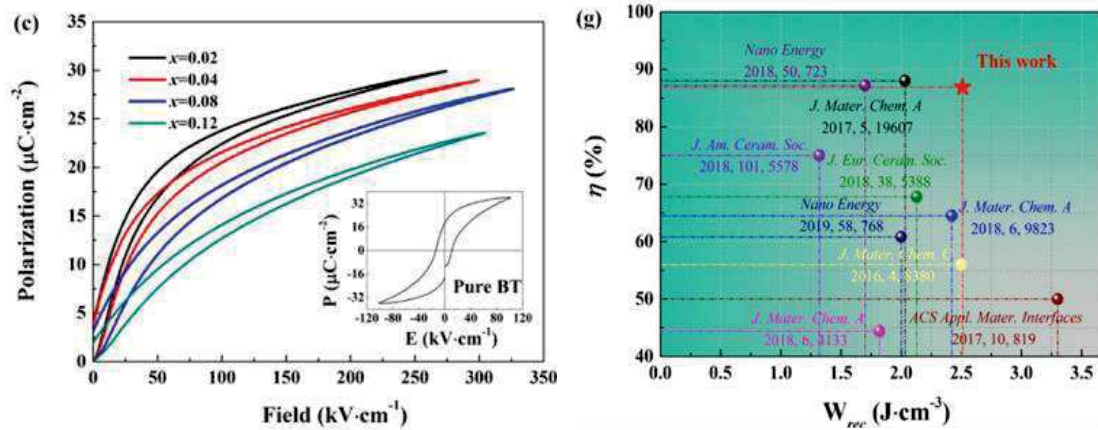 (c)
35
30
25
20
15
10
5
0
Polarization (μC·cm⁻²)
x=0.02
x=0.04
x=0.08
x=0.12
32
16
0
-16
-32
P (μC·cm⁻²)
Pure BT
-120 -60 0 60 120
E (kV·cm⁻¹)
0 50 100 150 200 250 300 350
Field (kV·cm⁻¹)
(g)
100
90
80
70
60
50
40
η (%)
Nano Energy
2018, 50, 723
This work
J. Mater. Chem. A
2017, 5, 19607
J. Am. Ceram. Soc.
2018, 101, 5578
J. Eur. Ceram. Soc.
2018, 38, 5388
Nano Energy
2019, 58, 768
J. Mater. Chem. A
2018, 6, 9823
J. Mater. Chem. C
2016, 4, 8380
J. Mater. Chem. A
2018, 6, 4133
ACS Appl. Mater. Interfaces
2017, 10, 819
0.0 0.5 1.0 1.5 2.0 2.5 3.0 3.5
W_rec (J·cm⁻³)